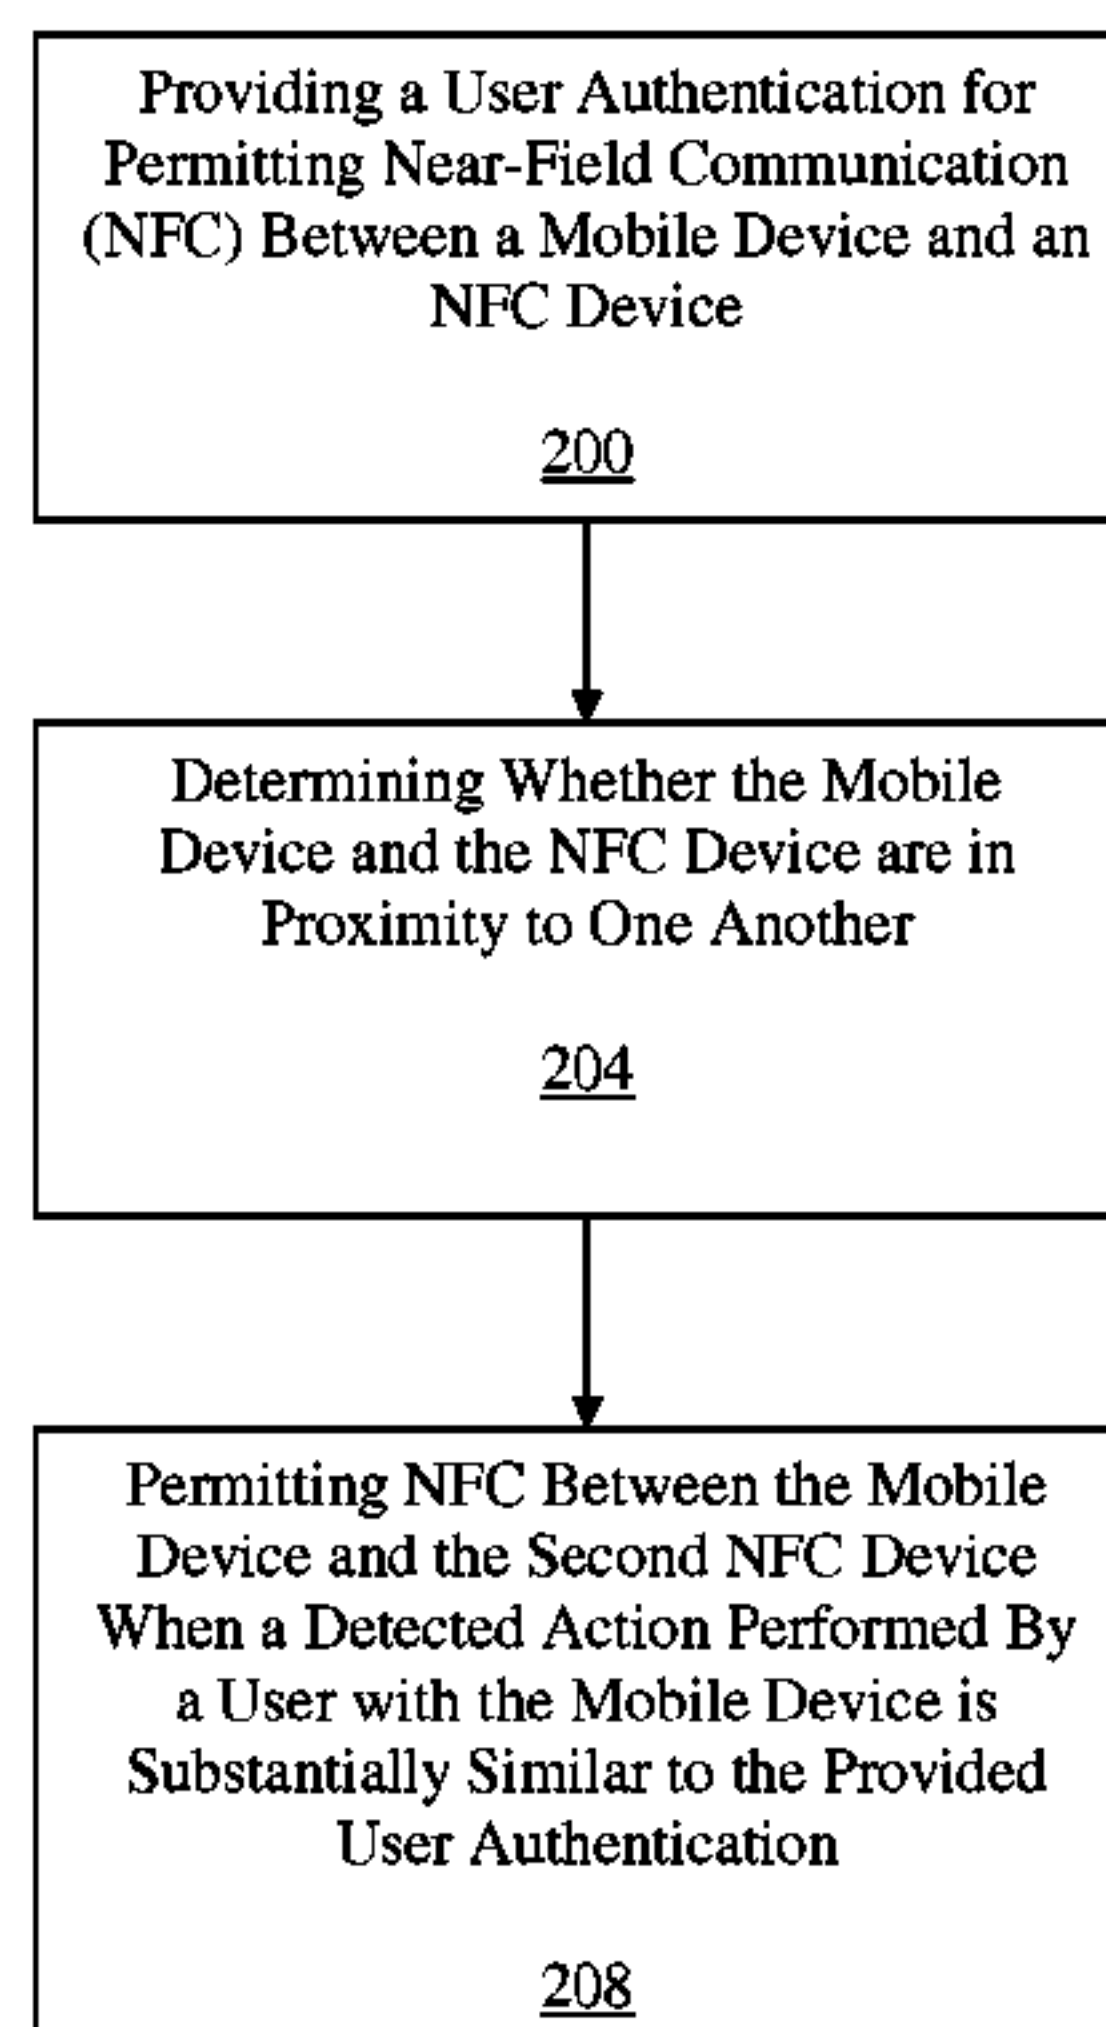 Providing a User Authentication for
Permitting Near-Field Communication
(NFC) Between a Mobile Device and an
NFC Device
200
Determining Whether the Mobile
Device and the NFC Device are in
Proximity to One Another
204
Permitting NFC Between the Mobile
Device and the Second NFC Device
When a Detected Action Performed By
a User with the Mobile Device is
Substantially Similar to the Provided
User Authentication
208